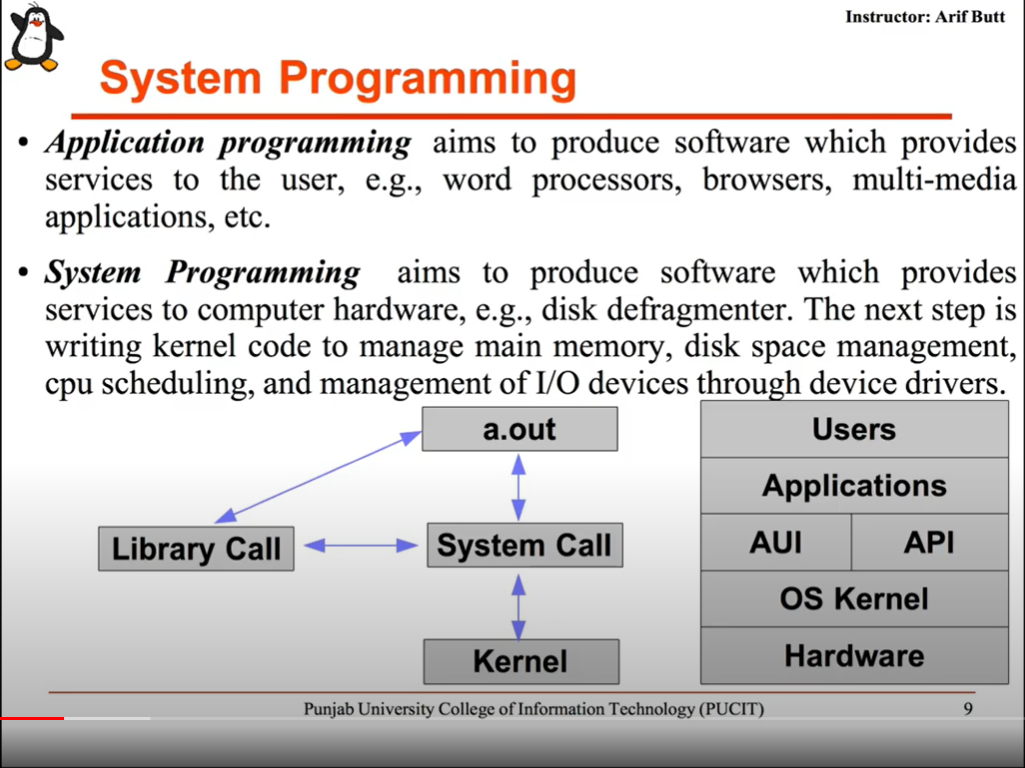 Instructor: Arif Butt
System Programming
• Application programming aims to produce software which provides
services to the user, e.g., word processors, browsers, multi-media
applications, etc.
• System Programming aims to produce software which provides
services to computer hardware, e.g., disk defragmenter. The next step is
writing kernel code to manage main memory, disk space management,
cpu scheduling, and management of I/O devices through device drivers.
a.out
Library Call
System Call
Kernel
Users
Applications
AUI
API
OS Kernel
Hardware
Punjab University College of Information Technology (PUCIT)
9